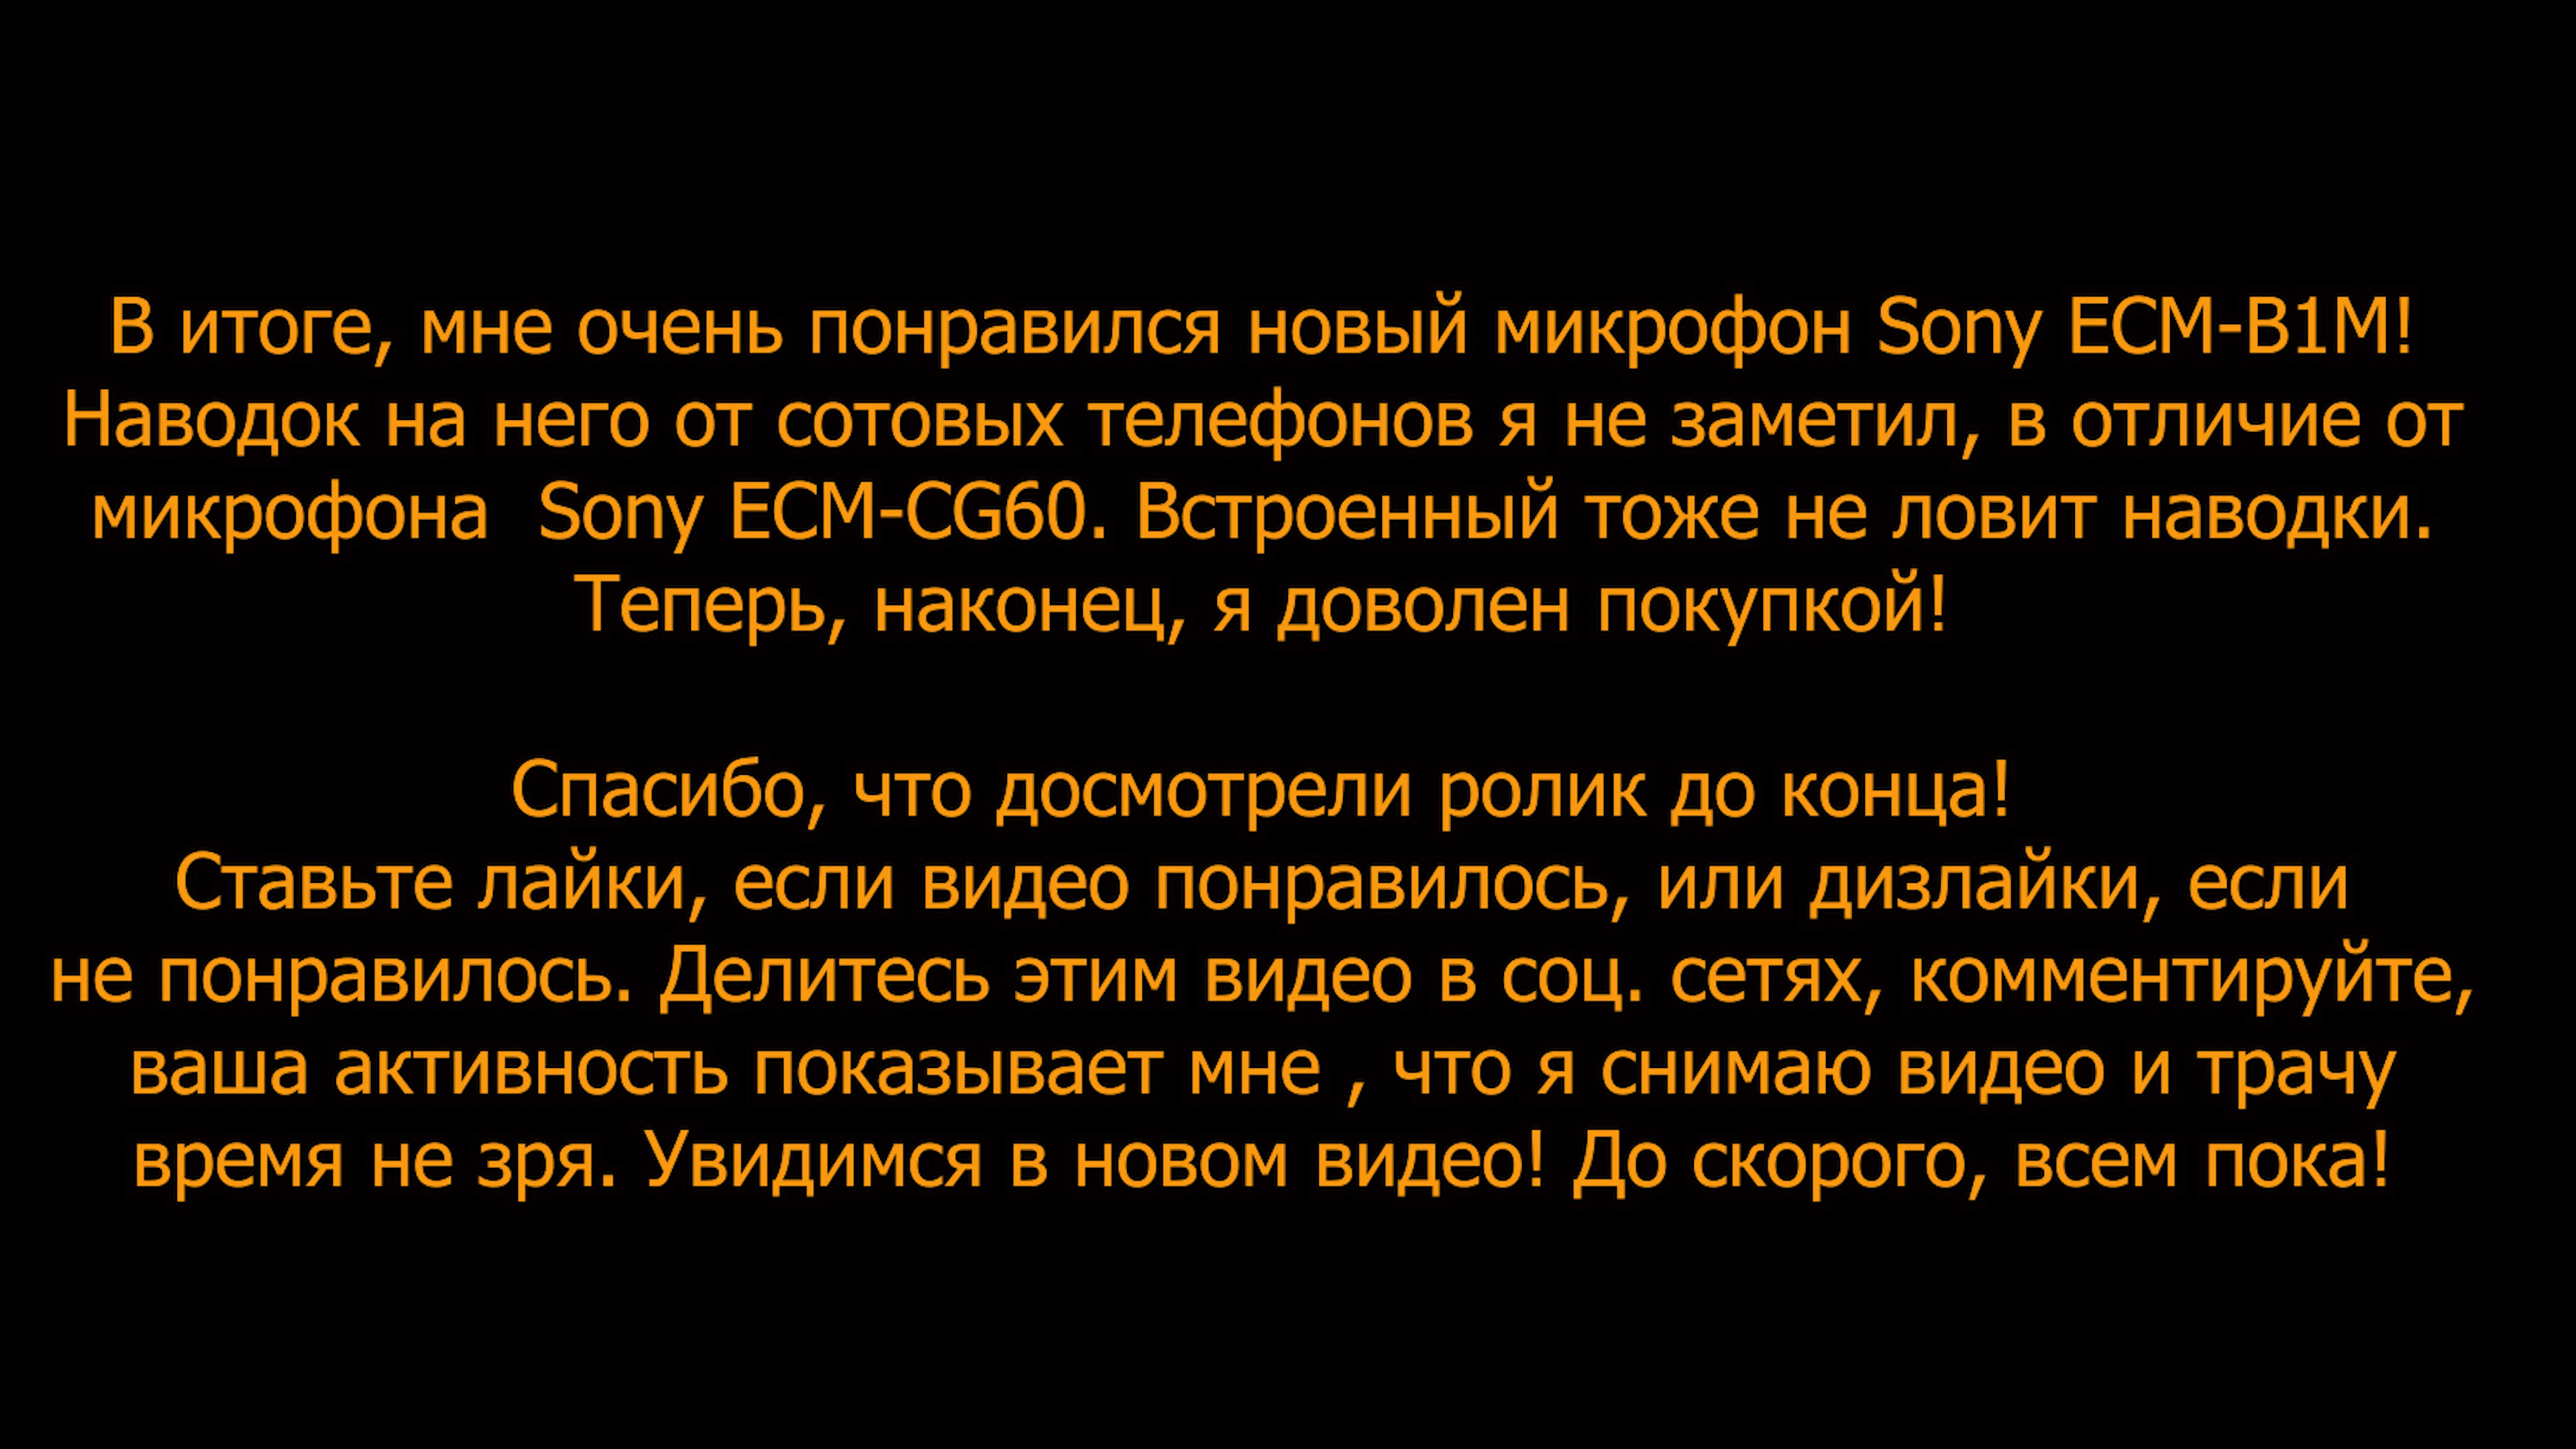 В итоге, мне очень понравился новый микрофон Sony ECM-B1M!
Наводок на него от сотовых телефонов я не заметил, в отличие от
микрофона  Sony ECM-CG60. Встроенный тоже не ловит наводки.
Теперь, наконец, я доволен покупкой!
Спасибо, что досмотрели ролик до конца!
Ставьте лайки, если видео понравилось, или дизлайки, если
не понравилось. Делитесь этим видео в соц. сетях, комментируйте,
ваша активность показывает мне , что я снимаю видео и трачу
время не зря. Увидимся в новом видео! До скорого, всем пока!